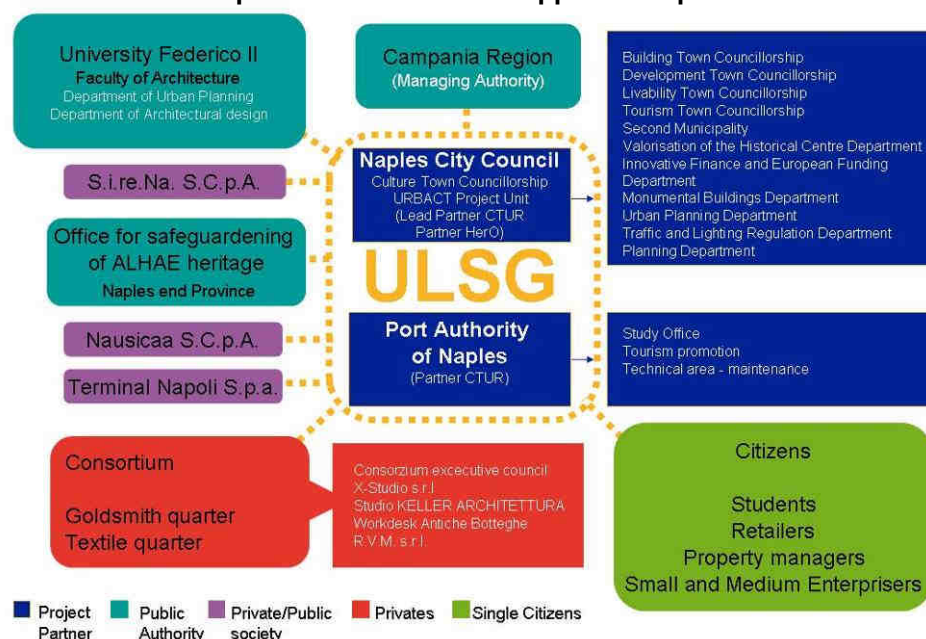 University Federico II
Faculty of Architecture
Department of Urban Planning
Department of Architectural design
Campania Region
(Managing Authority)
Building Town Councillorship
Development Town Councillorship
Livability Town Councillorship
Tourism Town Councillorship
Second Municipality
Valorisation of the Historical Centre Department
Innovative Finance and European Funding
Department
Monumental Buildings Department
Urban Planning Department
Traffic and Lighting Regulation Department
Planning Department
S.i.re.Na. S.C.p.A.
Naples City Council
Culture Town Councillorship
URBACT Project Unit
(Lead Partner CTUR
Partner HerO)
Office for safeguardening
of ALHAE heritage
Naples end Province
ULSG
Nausicaa S.C.p.A.
Terminal Napoli S.p.a.
Port Authority
of Naples
(Partner CTUR)
Study Office
Tourism promotion
Technical area - maintenance
Consortium
Goldsmith quarter
Textile quarter
Consorzium excecutive council
X-Studio s.r.l
Studio KELLER ARCHITETTURA
Workdesk Antiche Botteghe
R.V.M. s.r.l.
Citizens
Students
Retailers
Property managers
Small and Medium Enterprisers
Project
Partner
Public
Authority
Private/Public
society
Privates
Single Citizens